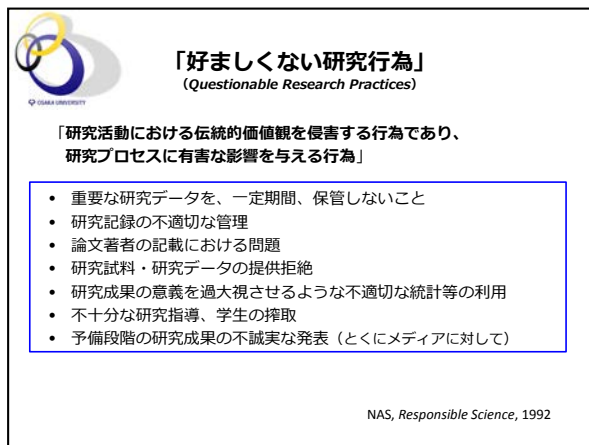 OSAKA UNIVERSITY
「好ましくない研究行為」
(Questionable Research Practices)
「研究活動における伝統的価値観を侵害する行為であり、
研究プロセスに有害な影響を与える行為」
• 重要な研究データを、一定期間、保管しないこと
• 研究記録の不適切な管理
• 論文著者の記載における問題
• 研究試料・研究データの提供拒絶
• 研究成果の意義を過大視させるような不適切な統計等の利用
• 不十分な研究指導、学生の搾取
• 予備段階の研究成果の不誠実な発表（とくにメディアに対して）
NAS, Responsible Science, 1992